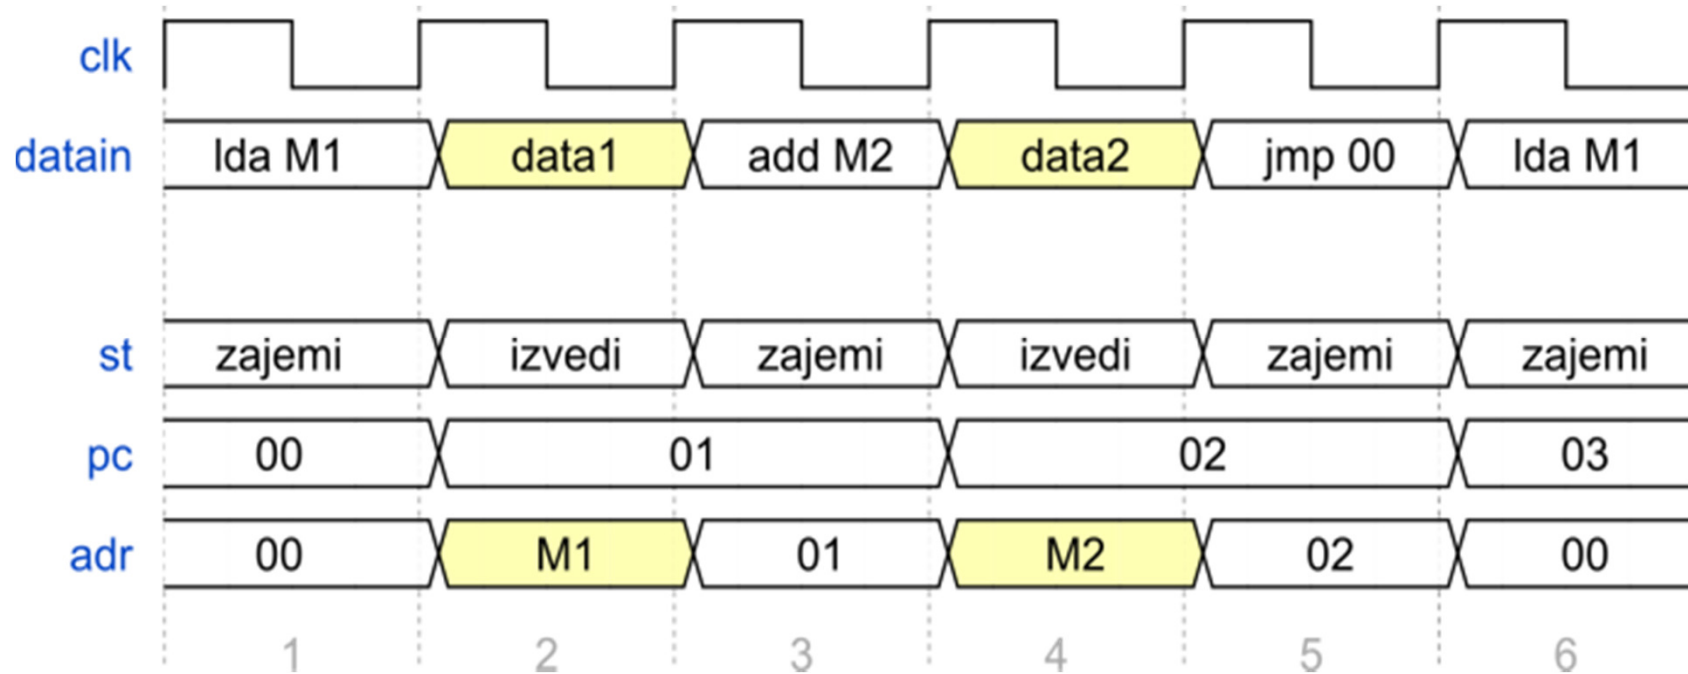 clk
datain lda M1 data1 add M2 data2 jmp 00 lda M1
st zajemi izvedi zajemi izvedi zajemi zajemi
pc 00 01 02 03
adr 00 M1 01 M2 02 00
1 2 3 4 5 6